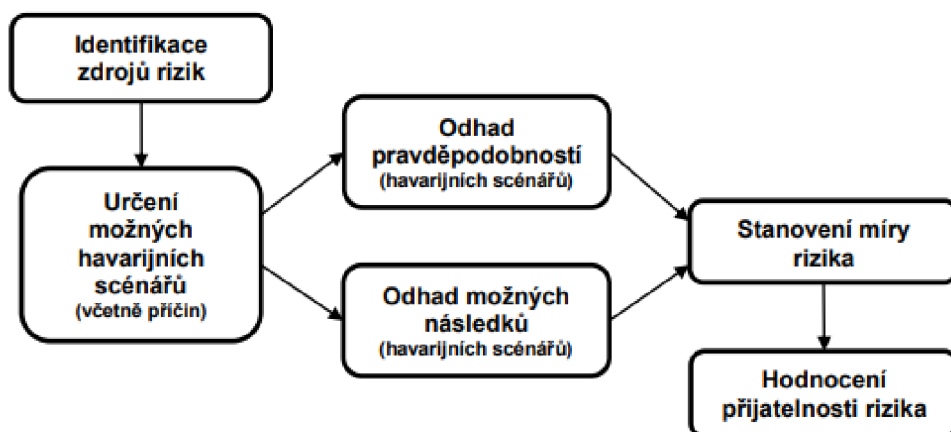 Identifikace
zdrojů rizik
Určení
možných
havarijních
scénářů
(včetně příčin)
Odhad
pravděpodobností
(havarijních scénářů)
Odhad možných
následků
(havarijních scénářů)
Stanovení míry
rizika
Hodnocení
přijatelnosti rizika